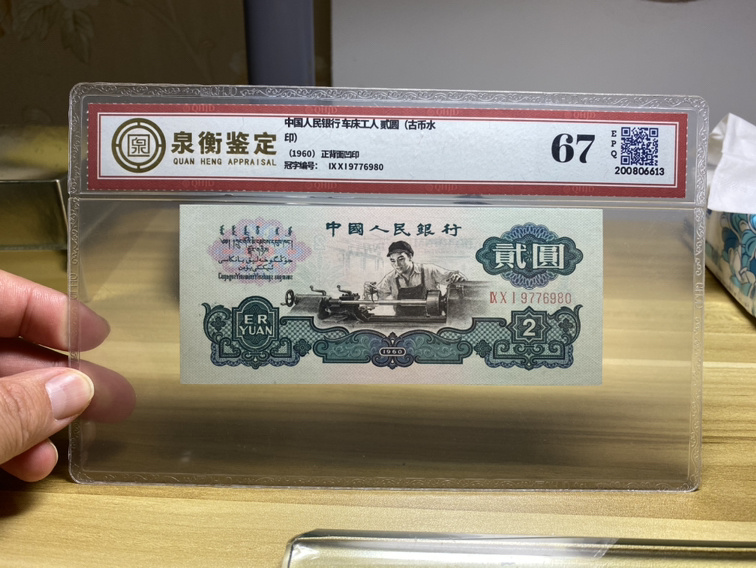 泉衡鉴定
QUAN HENG APPRAISAL
中国人民银行 车床工人 贰圆（古币水
印）
（1960） 正背面凹印
冠字编号： IX X I 9776980
67
EPQ
200806613
中國人民銀行
貳圓
IX X I 9776980
ER
YUAN
2
1960